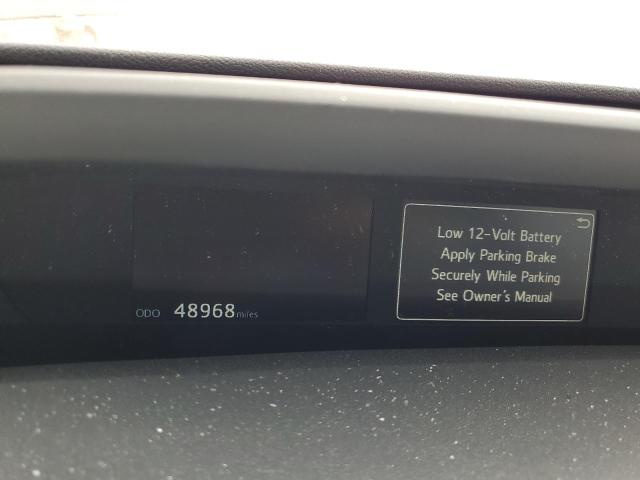 ODO 48968 miles
Low 12-Volt Battery
Apply Parking Brake
Securely While Parking
See Owner's Manual